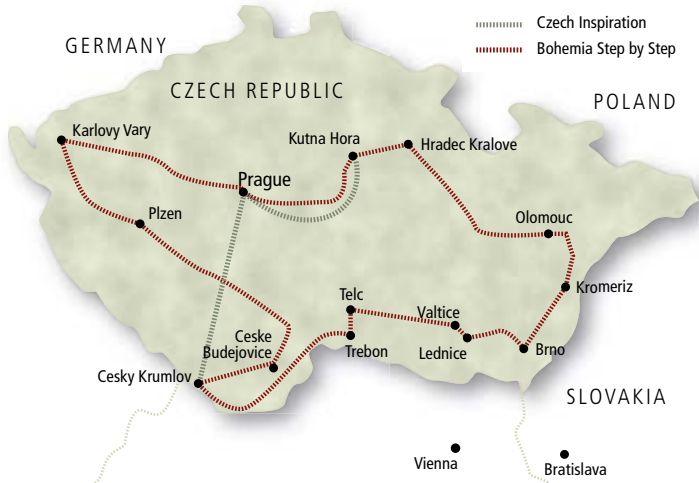 Czech Inspiration
GERMANY
Bohemia Step by Step
CZECH REPUBLIC
POLAND
Karlovy Vary
Kutna Hora
Hradec Kralove
Prague
Plzen
Olomouc
Kromeriz
Telc
Valtice
Ceske
Budejovice
Trebon
Lednice
Brno
Cesky Krumlov
SLOVAKIA
Vienna
Bratislava